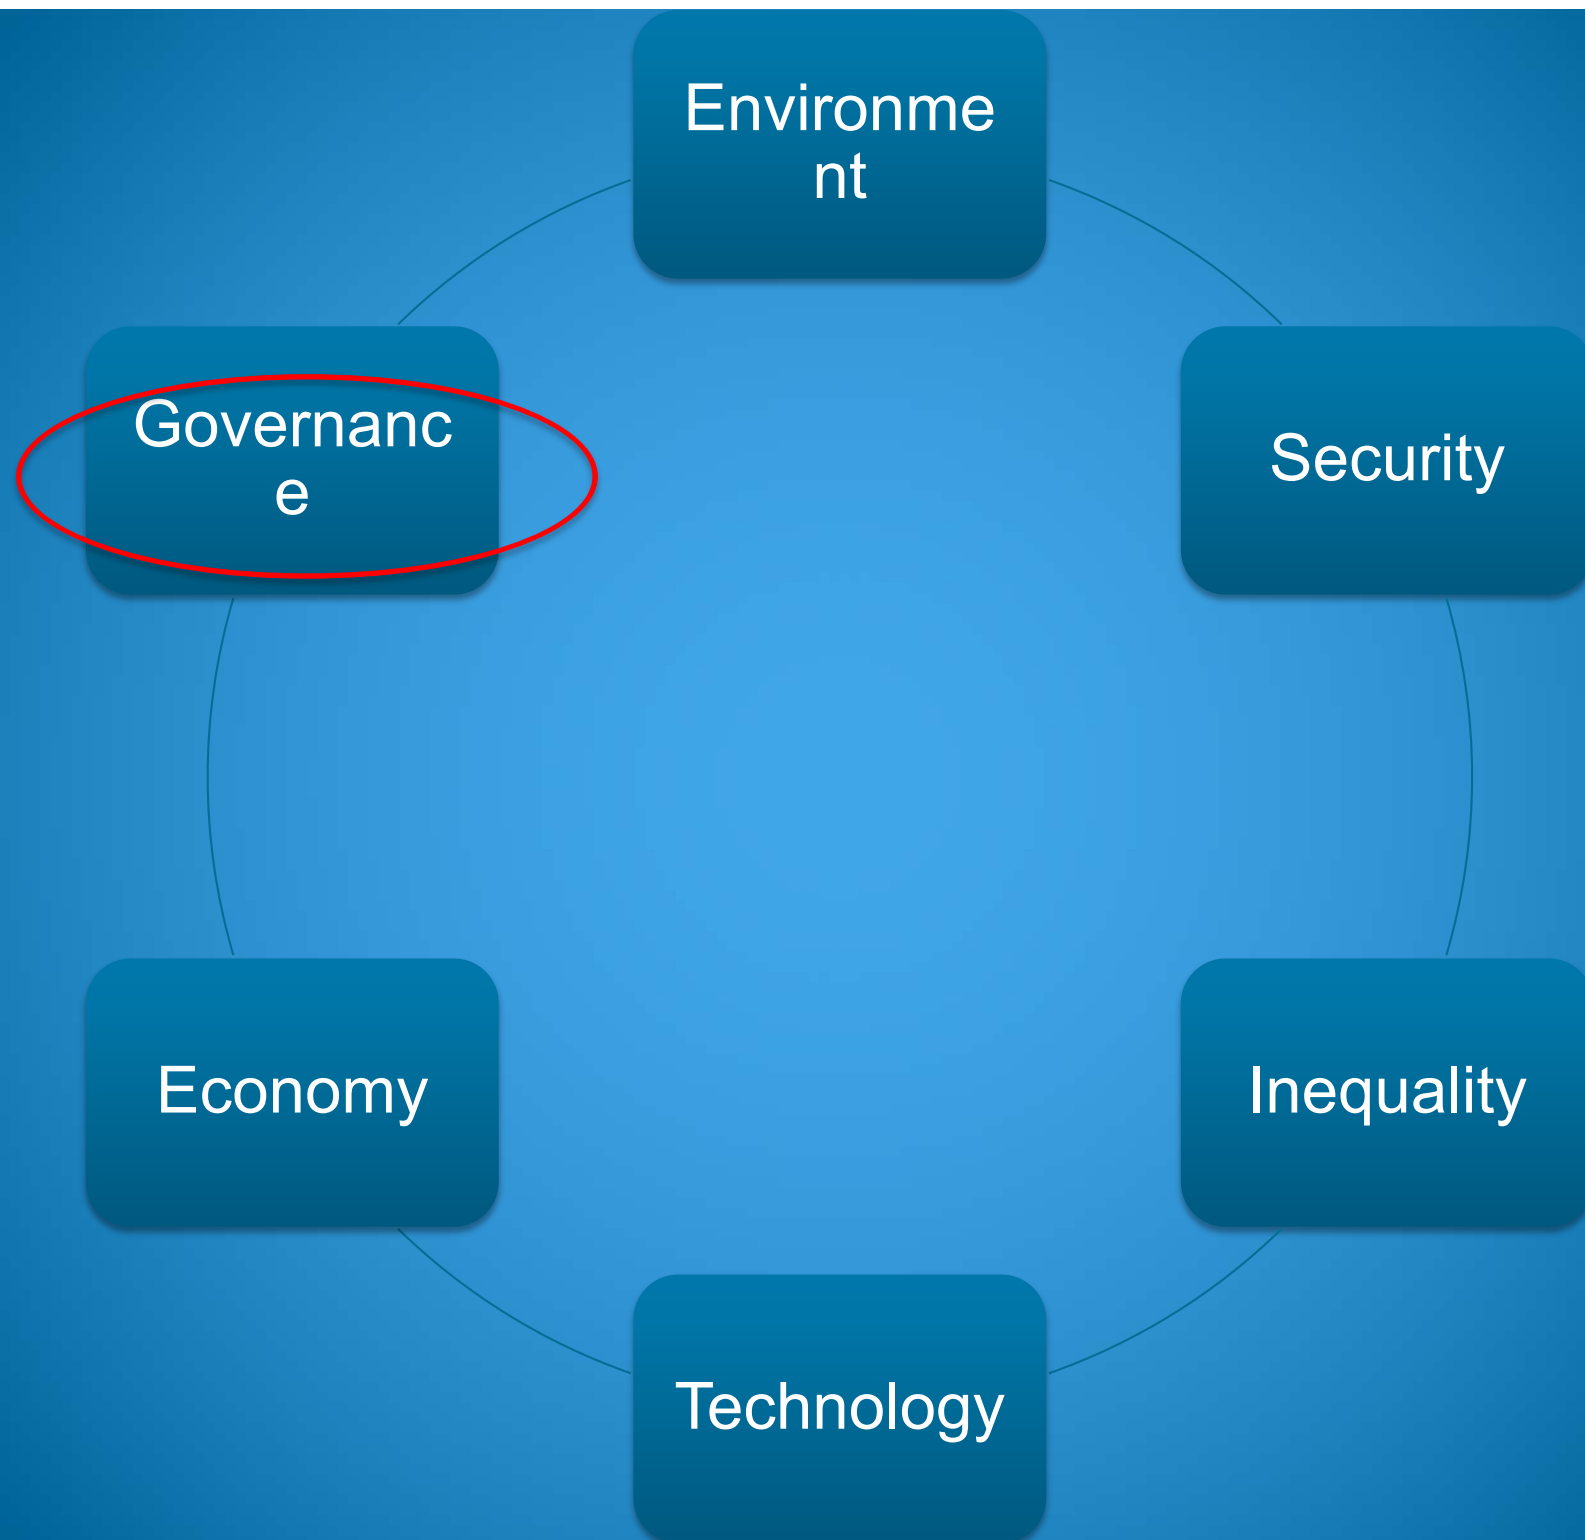 Environme
nt
Governanc
e
Security
Economy
Inequality
Technology